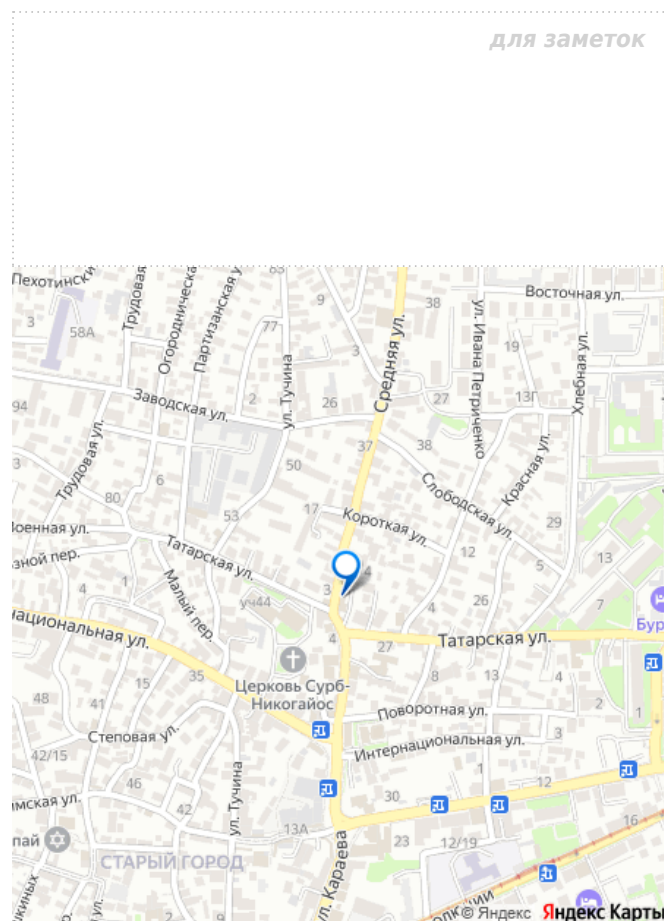 для заметок
Пехотински
Трудовая
Огородническа
Партизанская у
83
9
38
Восточная ул.
3
58А
77
3
ул. Тучина
Средняя ул.
ул. Ивана Петриченко
19
Хлебная ул.
94
Заводская ул.
2
26
27
13Г
Трудовая ул.
3
80
6
50
37
38
Слободская ул.
Красная ул.
53
17
Короткая ул.
29
Военная ул.
Татарская ул.
12
5
13
зной пер.
4
1
Малый пер.
уч44
3
4
4
26
7
Бур
национальная ул.
4
27
Татарская ул.
41
15
35
Церковь Сурб-
Никогайос
8
13
4
2
1
48
Степовая ул.
Поворотная ул.
3
42/15
46
Интернациональная ул.
1
мская ул.
42
ул. Тучина
30
12
13А
23
12/19
16
пай
СТАРЫЙ ГОРОД
ул. Караева
киных
© Яндекс Яндекс Карты